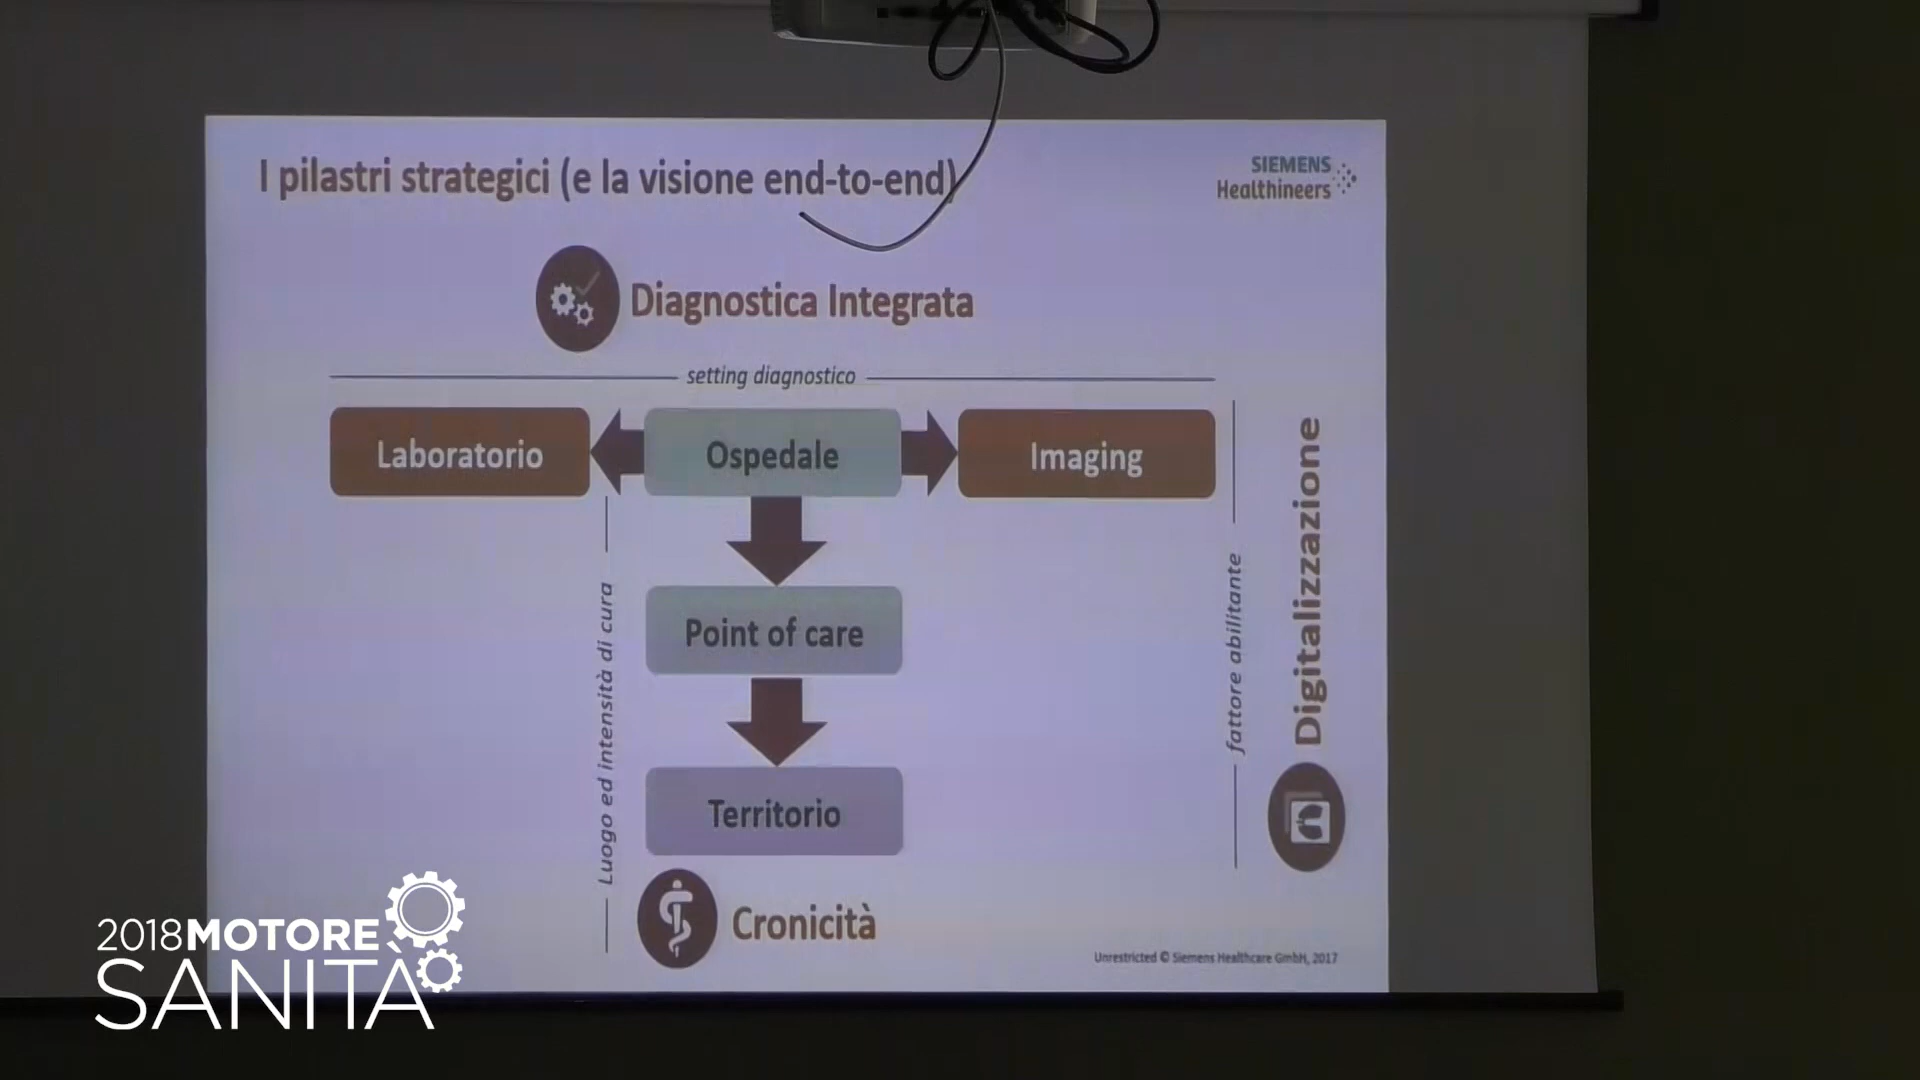 I pilastri strategici (e la visione end-to-end)
SIEMENS
Healthineers
Diagnostica Integrata
setting diagnostico
Laboratorio
Ospedale
Imaging
Point of care
Territorio
Luogo ed intensità di cura
fattore abilitante
Digitalizzazione
Cronicità
Unrestricted © Siemens Healthcare GmbH, 2017
2018MOTORE
SANITÀ